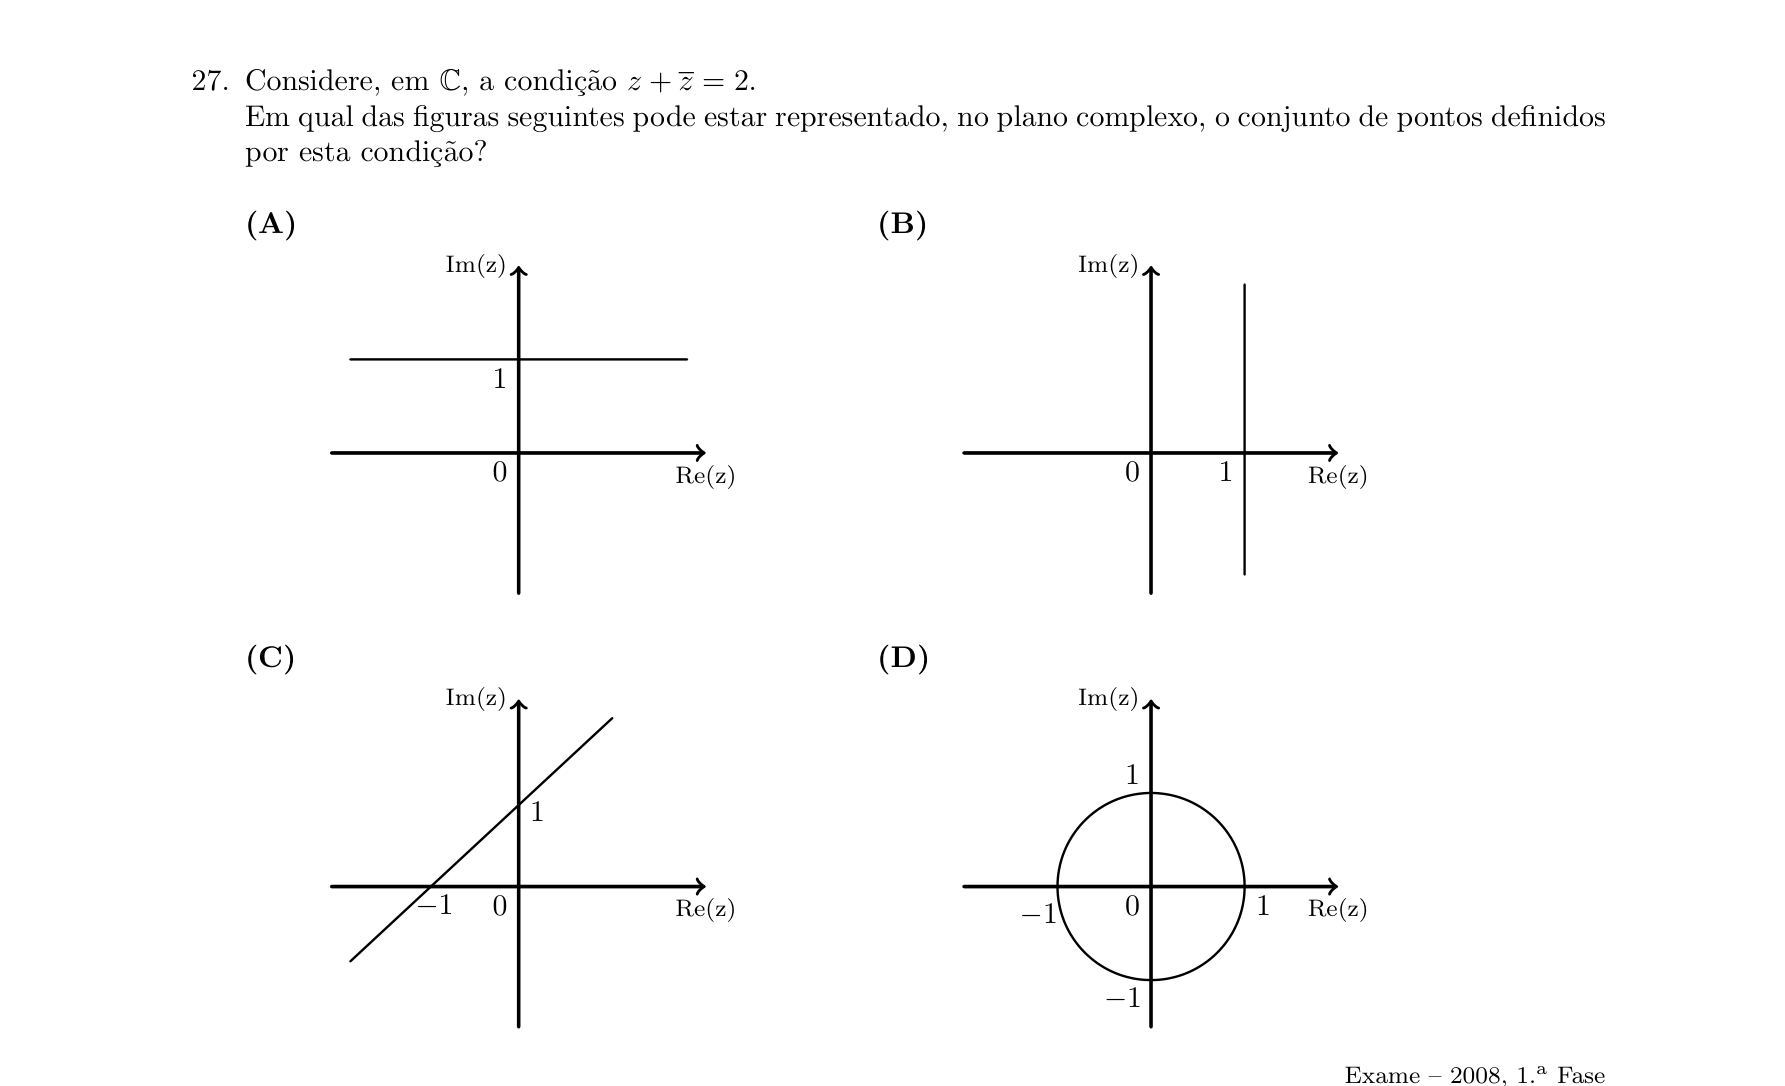 27. Considere, em ℂ, a condição z + z̅ = 2.
Em qual das figuras seguintes pode estar representado, no plano complexo, o conjunto de pontos definidos
por esta condição?
(A)
(B)
Im(z)
1
0
Re(z)
Im(z)
0
1
Re(z)
(C)
(D)
Im(z)
1
−1
0
Re(z)
Im(z)
1
−1
0
1
Re(z)
−1
Exame – 2008, 1.ª Fase